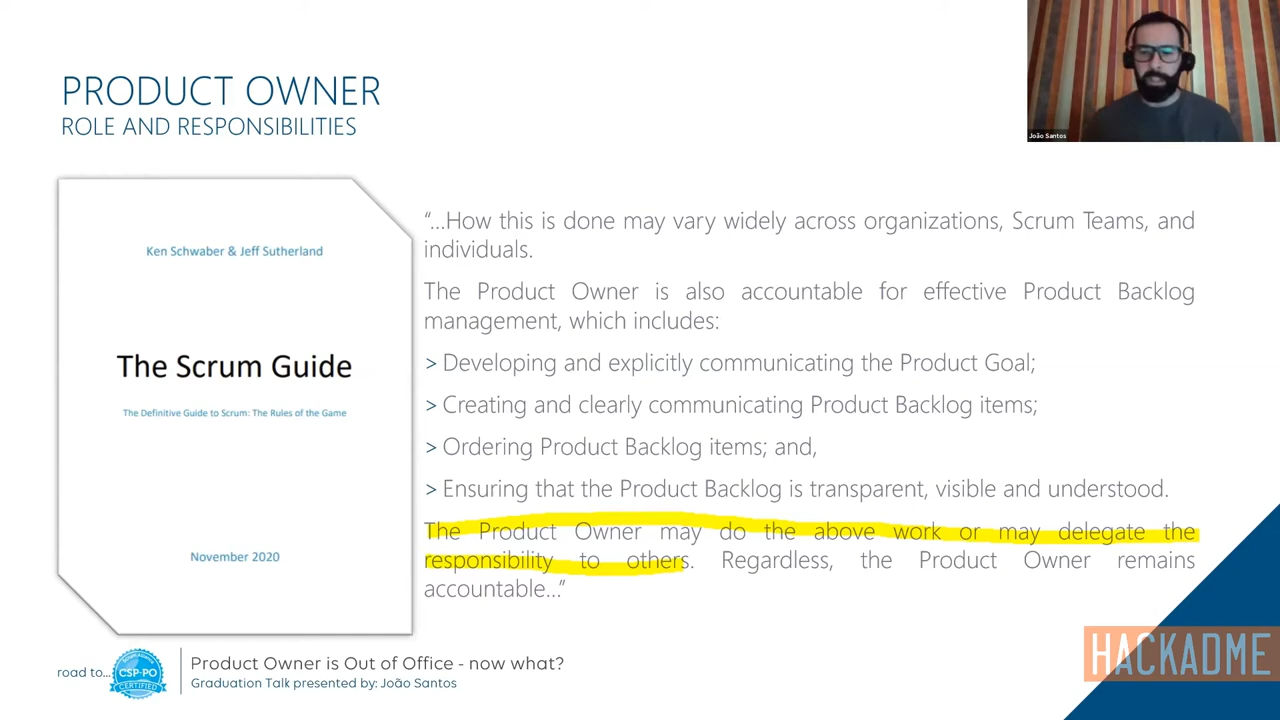 PRODUCT OWNER
ROLE AND RESPONSIBILITIES
João Santos
Ken Schwaber & Jeff Sutherland
The Scrum Guide
The Definitive Guide to Scrum: The Rules of the Game
November 2020
“...How this is done may vary widely across organizations, Scrum Teams, and
individuals.
The Product Owner is also accountable for effective Product Backlog
management, which includes:
> Developing and explicitly communicating the Product Goal;
> Creating and clearly communicating Product Backlog items;
> Ordering Product Backlog items; and,
> Ensuring that the Product Backlog is transparent, visible and understood.
The Product Owner may do the above work or may delegate the
responsibility to others. Regardless, the Product Owner remains
accountable...”
road to...
CSP-PO
CERTIFIED
Product Owner is Out of Office - now what?
Graduation Talk presented by: João Santos
HACKADME